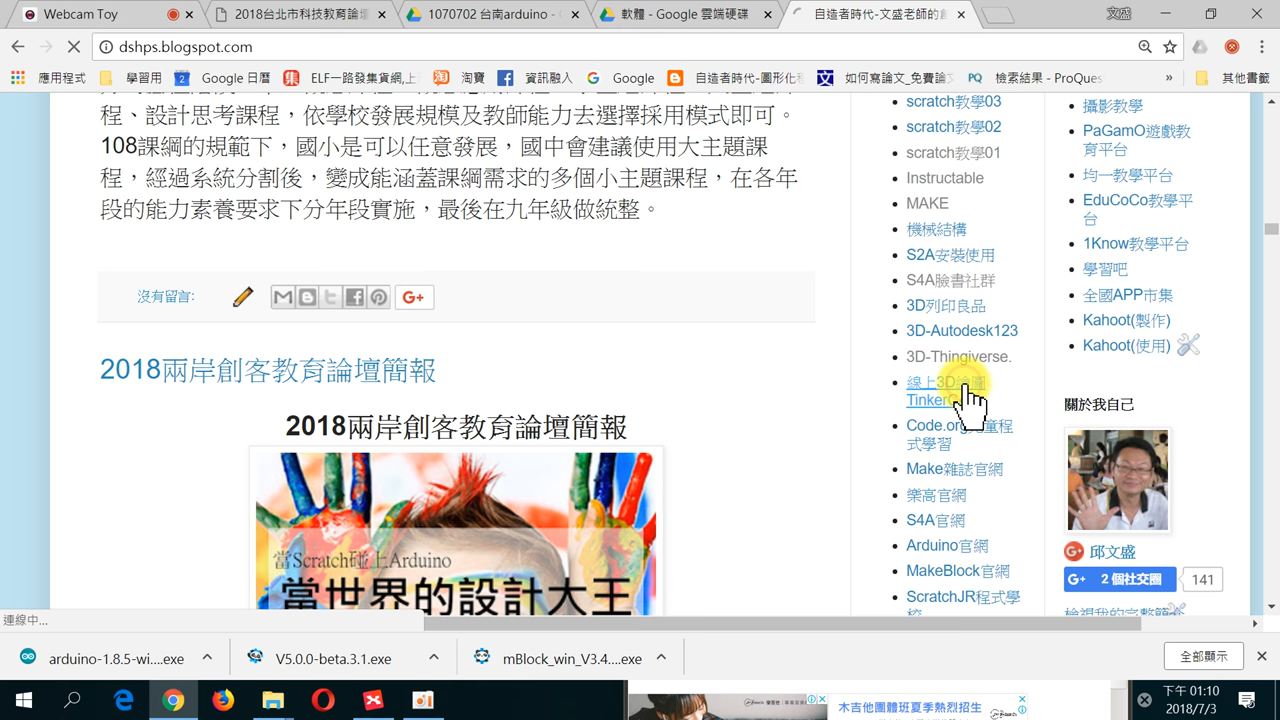 Webcam Toy
2018台北市科技教育論壇
1070702 台南arduino -
軟體 - Google 雲端硬碟
自造者時代-文盛老師的
文盛
dshps.blogspot.com
應用程式
學習用
Google 日曆
ELF一路發集貨網,上
淘寶
資訊融入
Google
自造者時代-圖形化
如何寫論文_免費論
檢索結果 - ProQues
»
其他書籤
程、設計思考課程，依學校發展規模及教師能力去選擇採用模式即可。
108課綱的規範下，國小是可以任意發展，國中會建議使用大主題課
程，經過系統分割後，變成能涵蓋課綱需求的多個小主題課程，在各年
段的能力素養要求下分年段實施，最後在九年級做統整。
沒有留言:
G+
2018兩岸創客教育論壇簡報
2018兩岸創客教育論壇簡報
當Scratch碰上Arduino
當世界的設計大王
scratch教學03
scratch教學02
scratch教學01
Instructable
MAKE
機械結構
S2A安裝使用
S4A臉書社群
3D列印良品
3D-Autodesk123
3D-Thingiverse.
線上3D繪圖
Tinker
Code.org兒童程
式學習
Make雜誌官網
樂高官網
S4A官網
Arduino官網
MakeBlock官網
ScratchJR程式學
校
攝影教學
PaGamO遊戲教
育平台
均一教學平台
EduCoCo教學平
台
1Know教學平台
學習吧
全國APP市集
Kahoot(製作)
Kahoot(使用)
關於我自己
邱文盛
G+ 2 個社交圈
141
檢視我的完整簡介
連線中...
arduino-1.8.5-wi....exe
V5.0.0-beta.3.1.exe
mBlock_win_V3.4....exe
全部顯示
木吉他團體班夏季熱烈招生
下午 01:10
2018/7/3